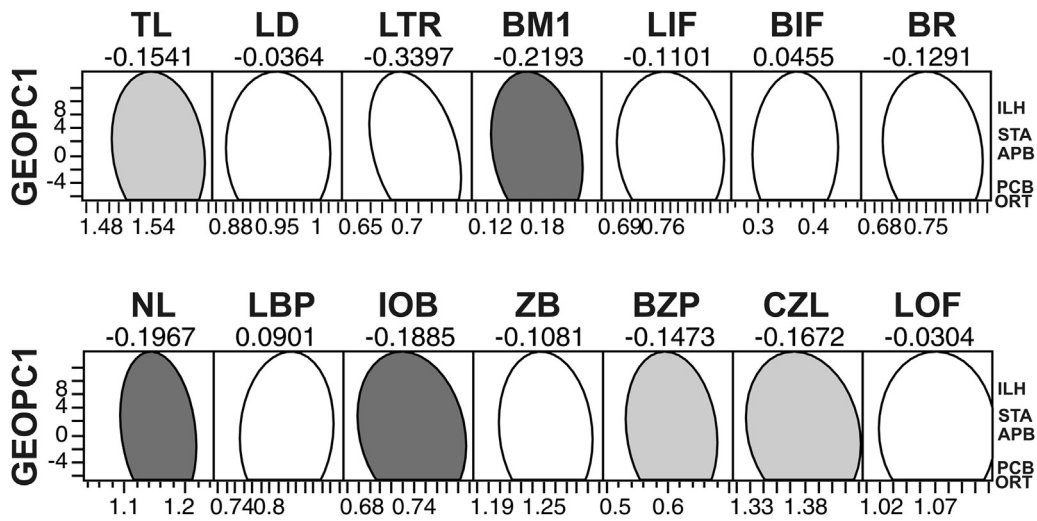 TL LD LTR BM1 LIF BIF BR
-0.1541 -0.0364 -0.3397 -0.2193 -0.1101 0.0455 -0.1291
GEOPC1
8 ILH
4
STA
0 APB
-4 PCB
ORT
1.48 1.54 0.88 0.95 1 0.65 0.7 0.12 0.18 0.69 0.76 0.3 0.4 0.68 0.75
NL LBP IOB ZB BZP CZL LOF
-0.1967 0.0901 -0.1885 -0.1081 -0.1473 -0.1672 -0.0304
GEOPC1
8 ILH
4
STA
0 APB
-4 PCB
ORT
1.1 1.2 0.74 0.8 0.68 0.74 1.19 1.25 0.5 0.6 1.33 1.38 1.02 1.07